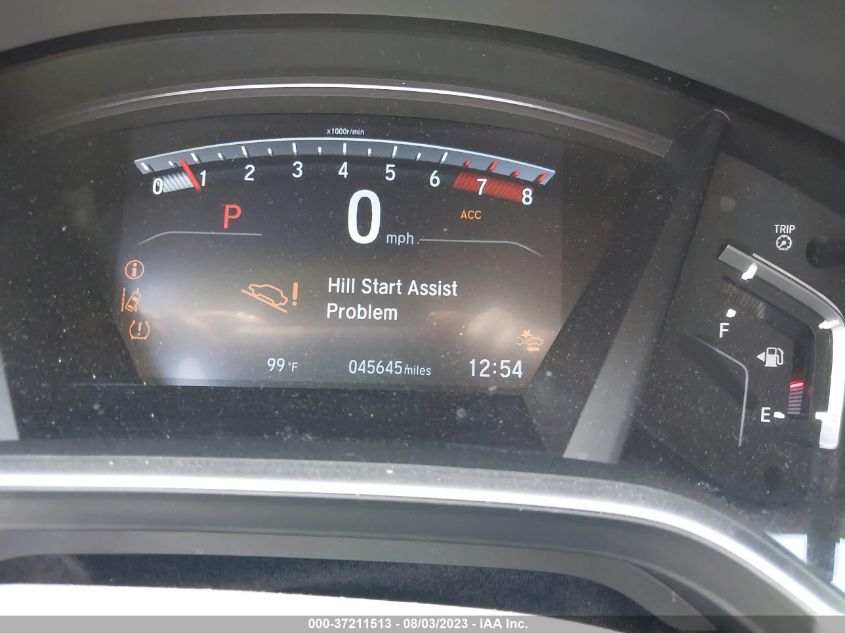 x1000r/min
0 1 2 3 4 5 6 7 8
P 0 mph ACC
TRIP
Hill Start Assist
Problem
F
E
99 °F 045645 miles 12:54
000-37211513 - 08/03/2023 - IAA Inc.